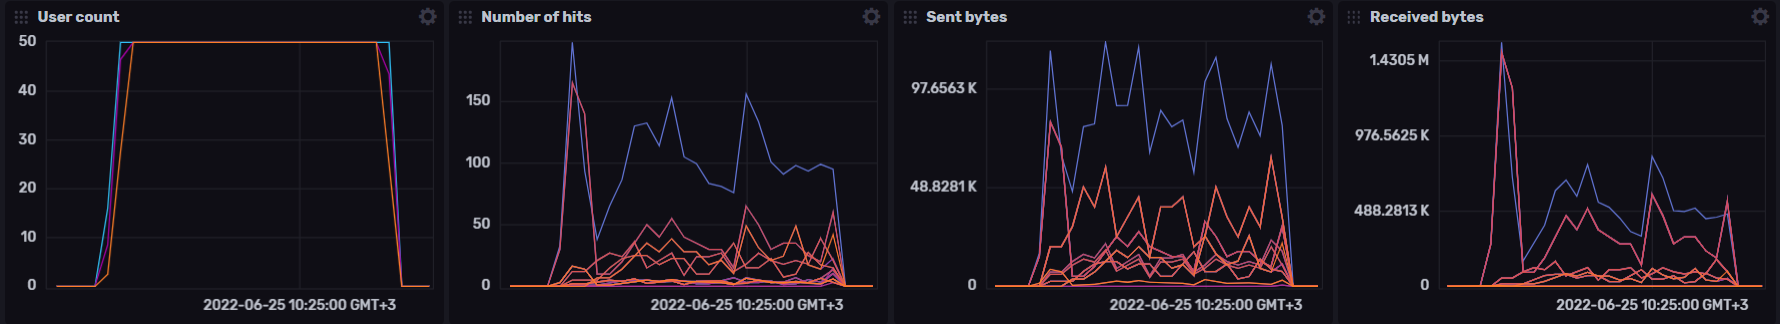 User count
50
40
30
20
10
0
2022-06-25 10:25:00 GMT+3
Number of hits
150
100
50
0
2022-06-25 10:25:00 GMT+3
Sent bytes
97.6563 K
48.8281 K
0
2022-06-25 10:25:00 GMT+3
Received bytes
1.4305 M
976.5625 K
488.2813 K
0
2022-06-25 10:25:00 GMT+3